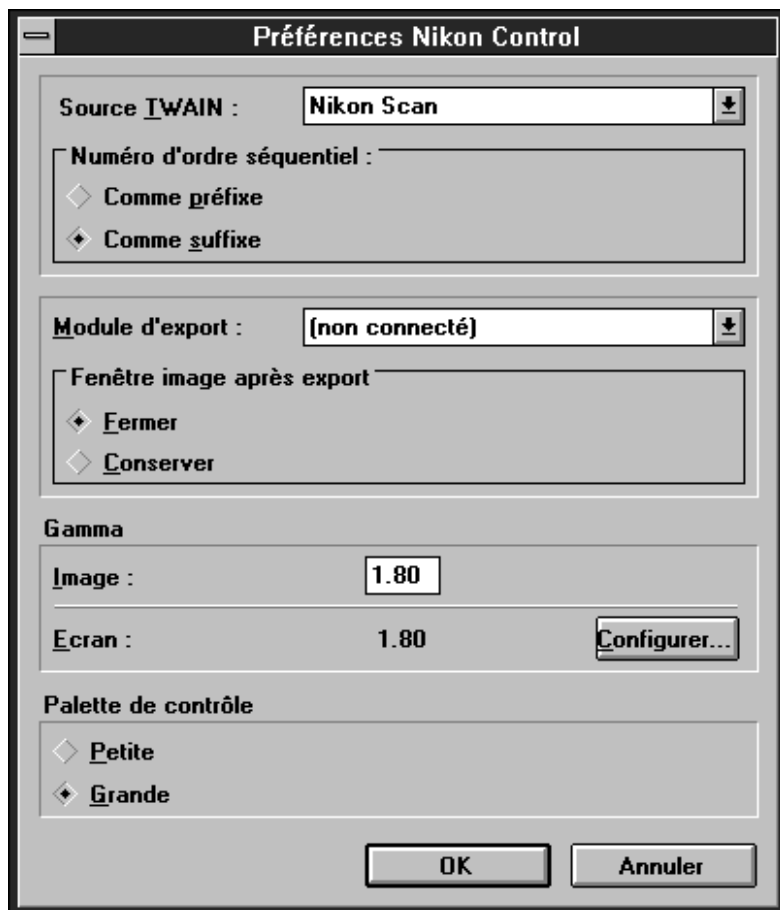 Préférences Nikon Control
Source TWAIN : Nikon Scan
Numéro d'ordre séquentiel :
Comme préfixe
Comme suffixe
Module d'export : (non connecté)
Fenêtre image après export
Fermer
Conserver
Gamma
Image : 1.80
Ecran : 1.80 Configurer...
Palette de contrôle
Petite
Grande
OK Annuler